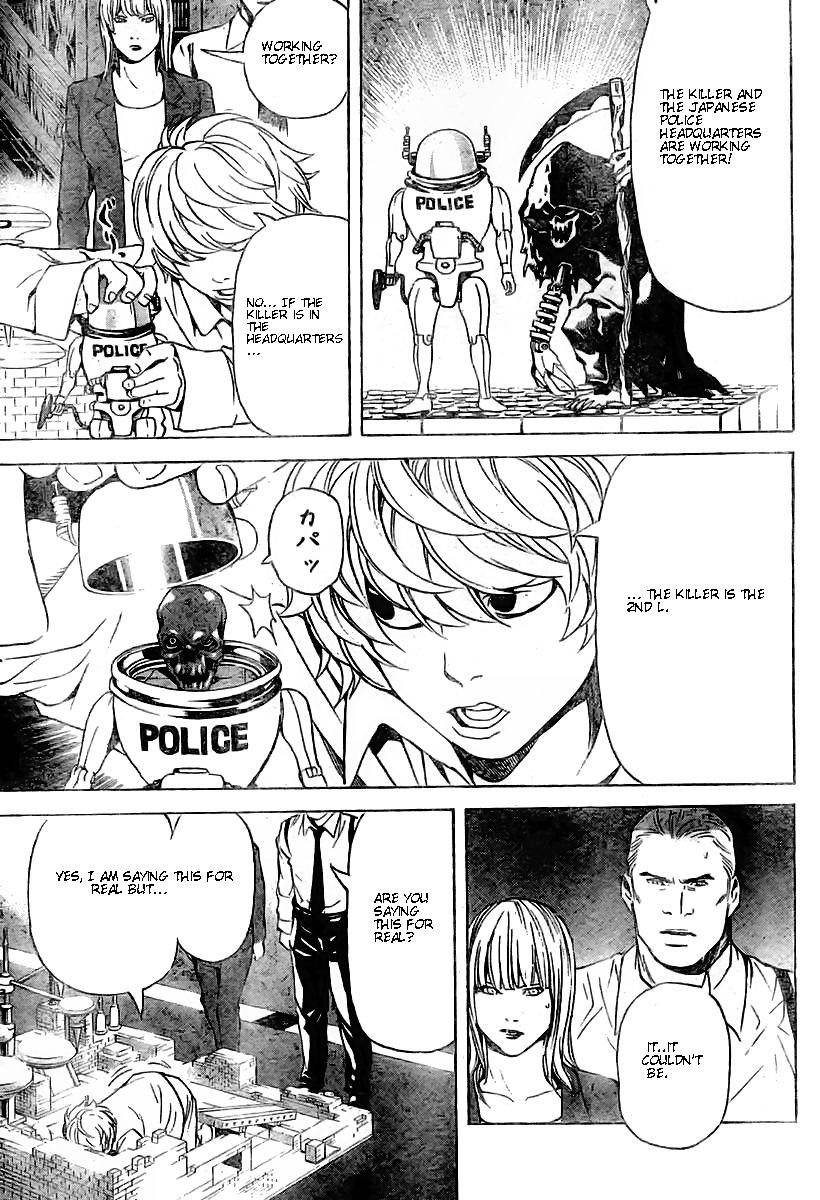 THE KILLER AND
THE JAPANESE
POLICE
HEADQUARTERS
ARE WORKING
TOGETHER!
POLICE
WORKING
TOGETHER?
NO... IF THE
KILLER IS IN
THE
HEADQUARTERS
...
POLICE
... THE KILLER IS THE
2ND L.
カパッ
POLICE
IT..IT
COULDN'T
BE.
ARE YOU
SAYING
THIS FOR
REAL?
YES, I AM SAYING THIS FOR
REAL BUT...